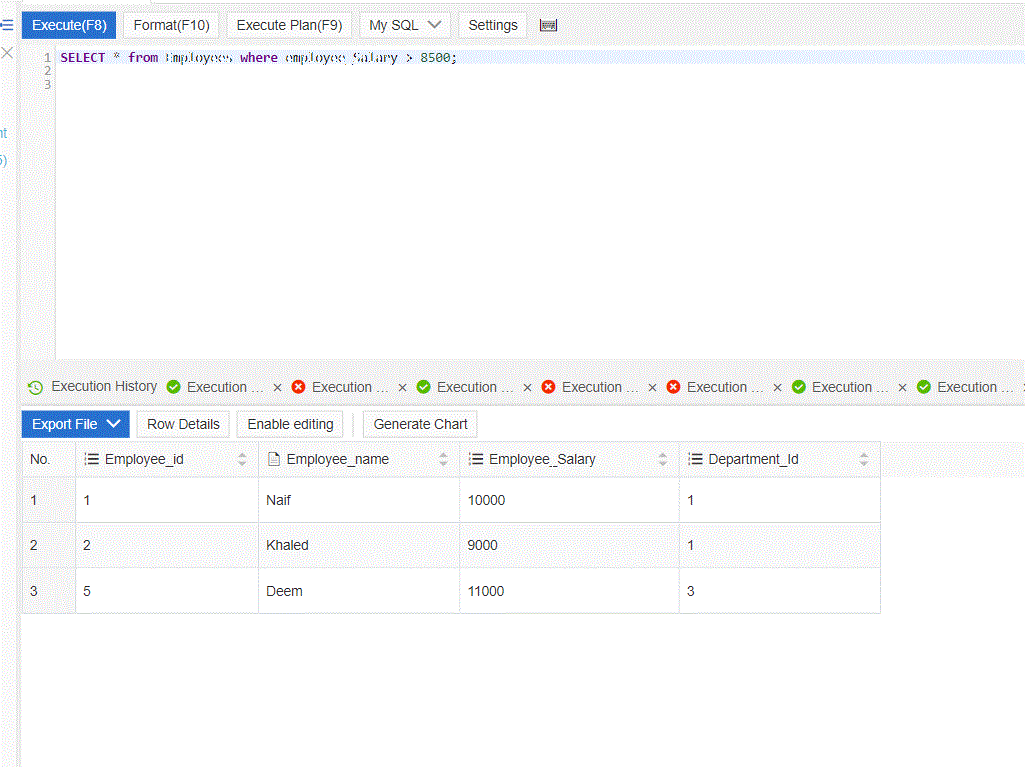 Execute(F8) Format(F10) Execute Plan(F9) My SQL Settings
1 SELECT * from Employees where employee_Salary > 8500;
2
3
nt
5)
Execution History Execution ... Execution ... Execution ... Execution ... Execution ... Execution ... Execution ...
Export File Row Details Enable editing Generate Chart
No. Employee_id Employee_name Employee_Salary Department_Id
1 1 Naif 10000 1
2 2 Khaled 9000 1
3 5 Deem 11000 3